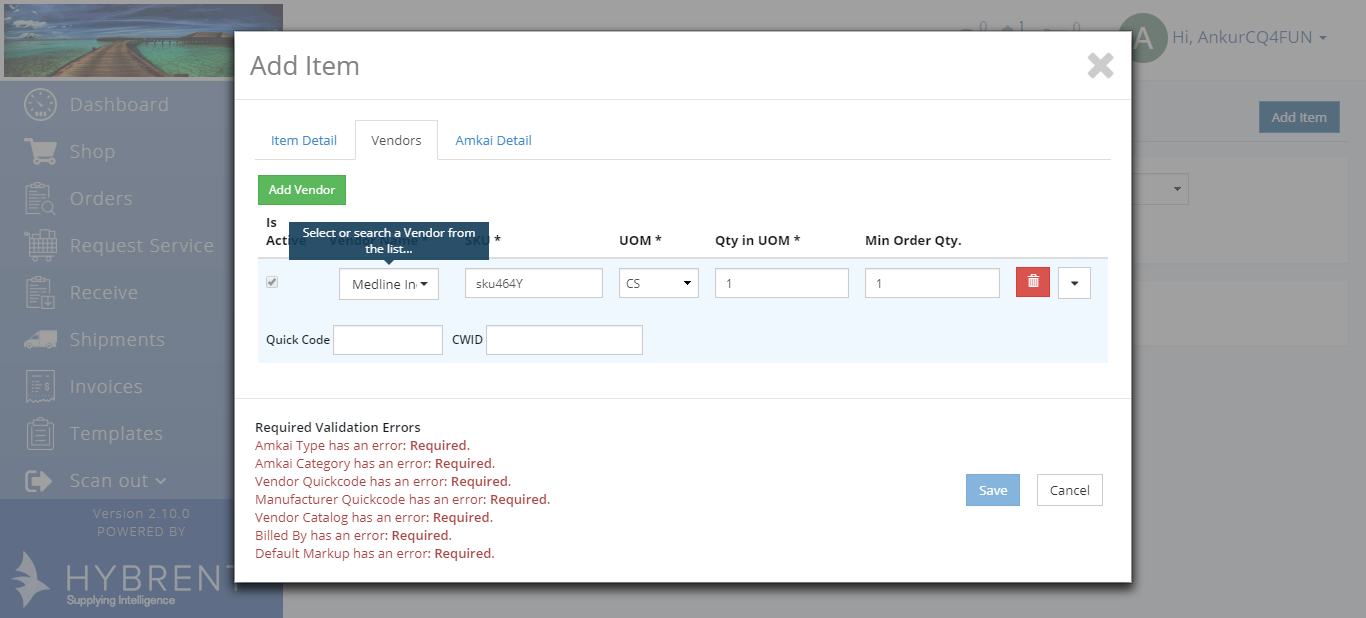 0 1 0
A Hi, AnkurCQ4FUN
Add Item
Add Item
Dashboard
Shop
Orders
Request Service
Receive
Shipments
Invoices
Templates
Scan out
Version 2.10.0
POWERED BY
HYBRENT
Supplying Intelligence
Item Detail Vendors Amkai Detail
Add Vendor
Is
Active Vendor Name * SKU * UOM * Qty in UOM * Min Order Qty.
Select or search a Vendor from
the list...
Medline In sku464Y CS 1 1
Quick Code CWID
Required Validation Errors
Amkai Type has an error: Required.
Amkai Category has an error: Required.
Vendor Quickcode has an error: Required.
Manufacturer Quickcode has an error: Required.
Vendor Catalog has an error: Required.
Billed By has an error: Required.
Default Markup has an error: Required.
Save Cancel